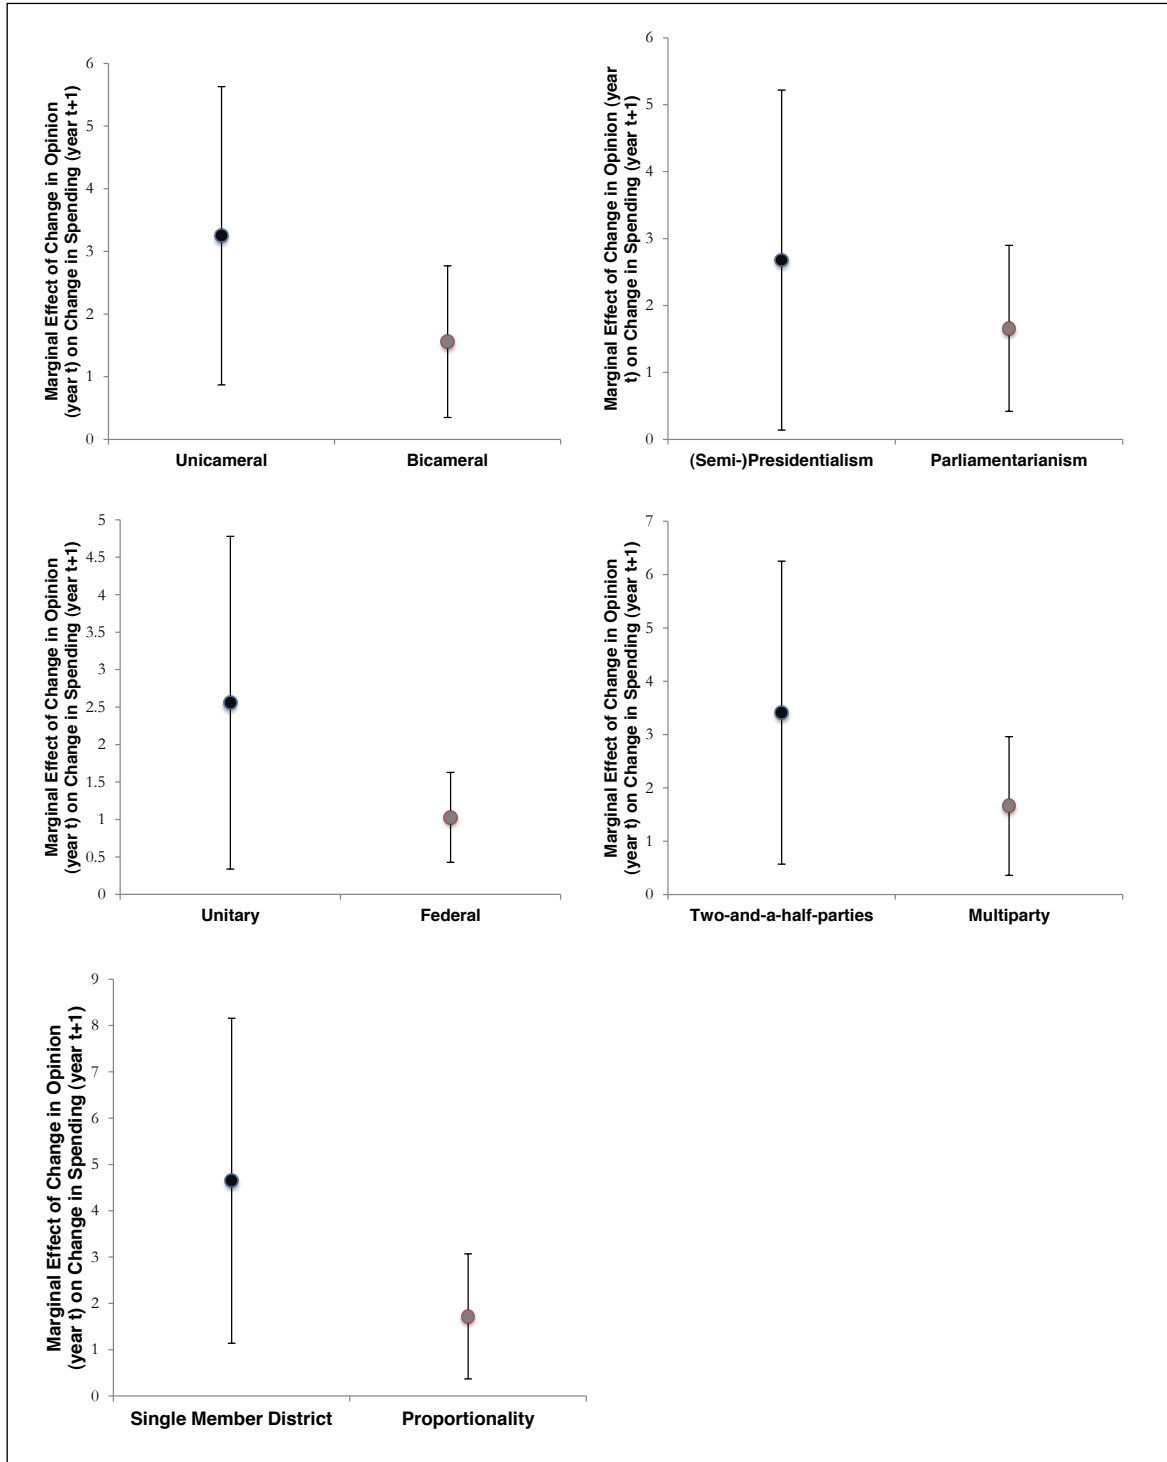 Marginal Effect of Change in Opinion
(year t) on Change in Spending (year t+1)
6
5
4
3
2
1
0
Unicameral
Bicameral
Marginal Effect of Change in Opinion (year
t) on Change in Spending (year t+1)
6
5
4
3
2
1
0
(Semi-)Presidentialism
Parliamentarianism
Marginal Effect of Change in Opinion
(year t) on Change in Spending (year t+1)
5
4.5
4
3.5
3
2.5
2
1.5
1
0.5
0
Unitary
Federal
Marginal Effect of Change in Opinion
(year t) on Change in Spending (year t+1)
7
6
5
4
3
2
1
0
Two-and-a-half-parties
Multiparty
Marginal Effect of Change in Opinion
(year t) on Change in Spending (year t+1)
9
8
7
6
5
4
3
2
1
0
Single Member District
Proportionality